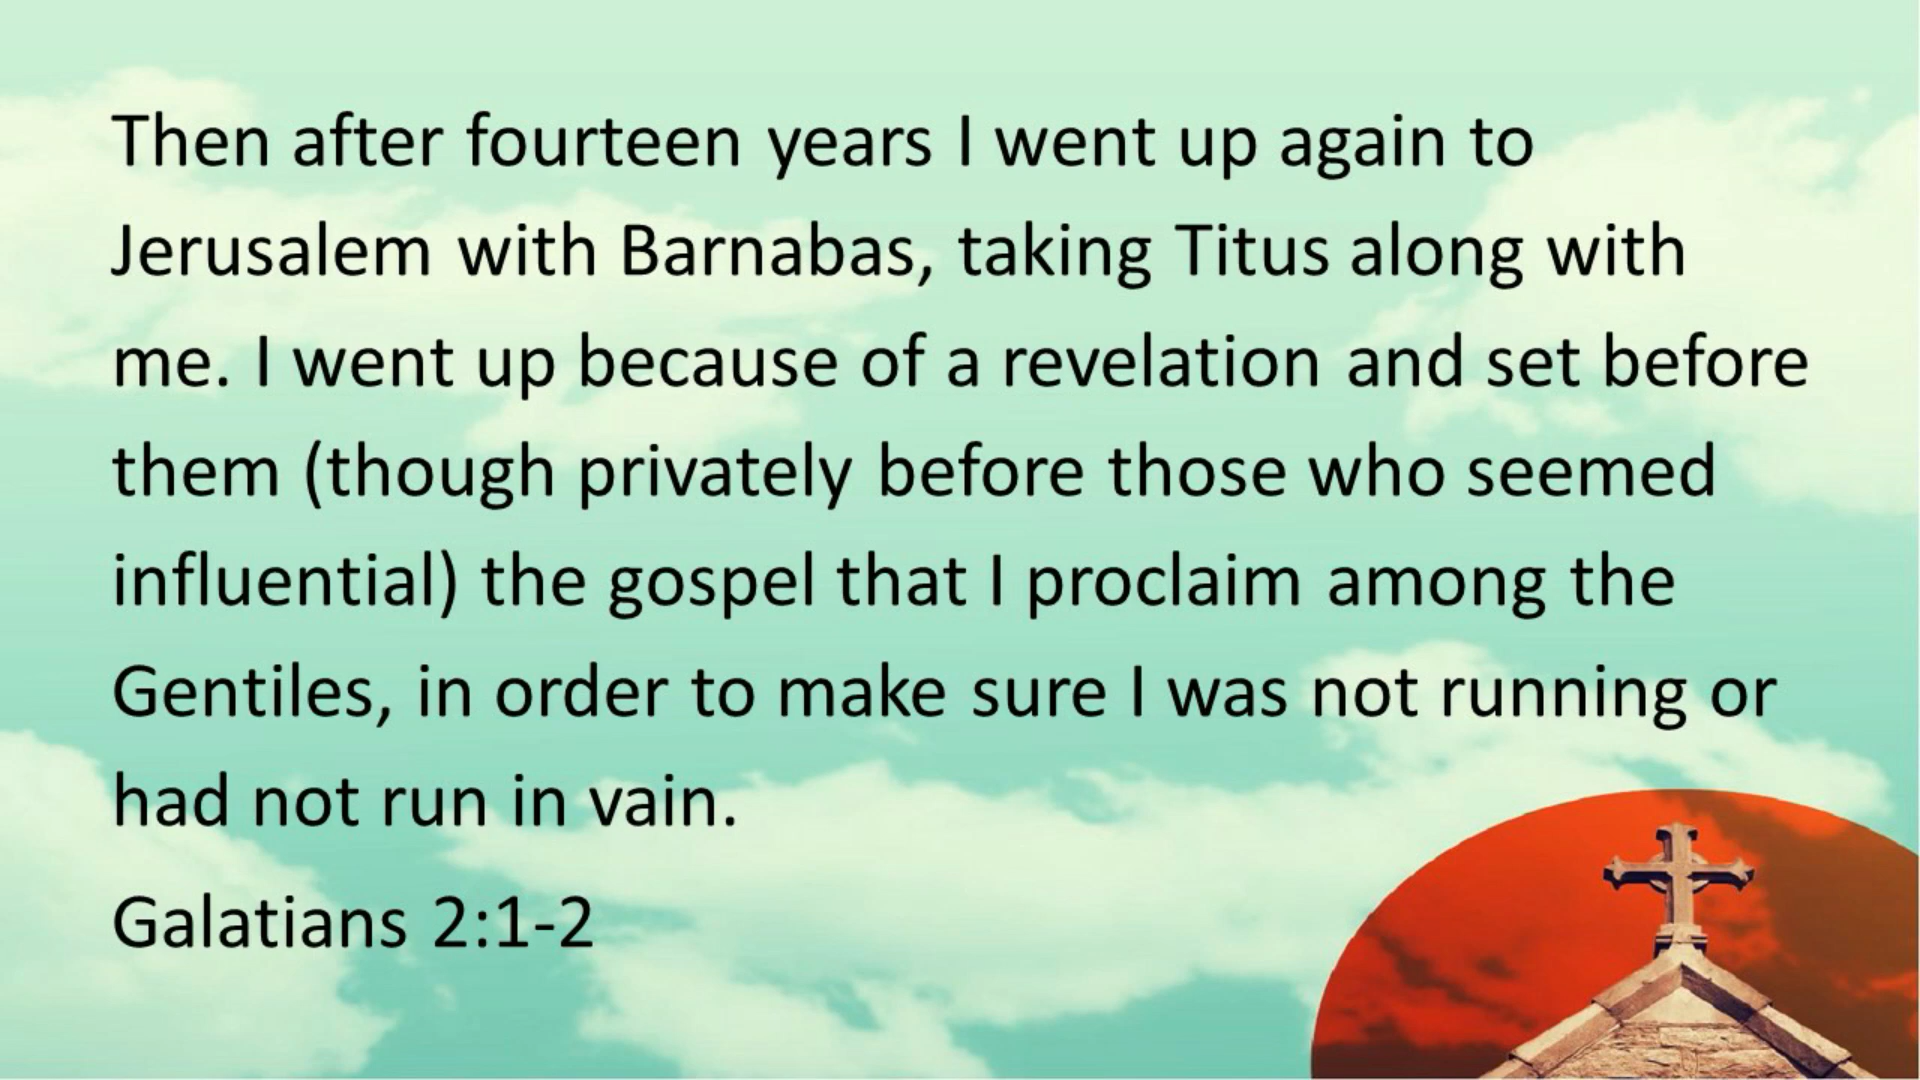 Then after fourteen years I went up again to
Jerusalem with Barnabas, taking Titus along with
me. I went up because of a revelation and set before
them (though privately before those who seemed
influential) the gospel that I proclaim among the
Gentiles, in order to make sure I was not running or
had not run in vain.
Galatians 2:1-2